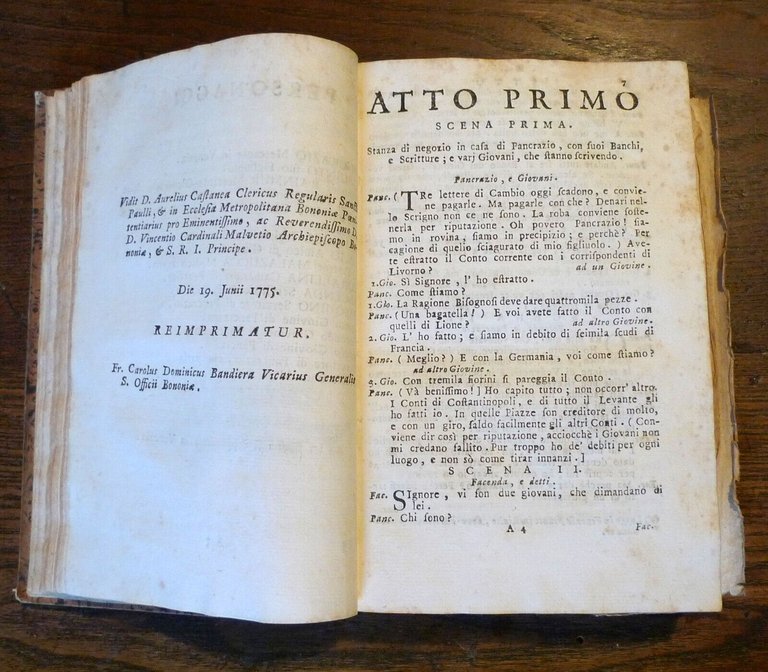 Vidit D. Aurelius Castanea Clericus Regularis Sancti
Paulli, & in Ecclesia Metropolitana Bononiæ Pœni-
tentiarius pro Eminentissimo, ac Reverendissimo D.
D. Vincentio Cardinali Malvetio Archiepiscopo Bo-
noniæ, & S. R. I. Principe.
Die 19. Junii 1775.
REIMPRIMATUR.
Fr. Carolus Dominicus Bandiera Vicarius Generalis
S. Officii Bononiæ.
7
ATTO PRIMO
SCENA PRIMA.
Stanza di negozio in casa di Pancrazio, con suoi Banchi,
e Scritture; e varj Giovani, che stanno scrivendo.
Pancrazio, e Giovani.
Panc. ( TRe lettere di Cambio oggi scadono, e convie-
ne pagarle. Ma pagarle con che? Denari nel-
lo Scrigno non ce ne sono. La roba conviene soste-
nerla per riputazione. Oh povero Pancrazio! sia-
mo in rovina, siamo in precipizio; e perchè? Per
cagione di quello sciagurato di mio figliuolo. ) Ave-
te estratto il Conto corrente con i corrispondenti di
Livorno? ad un Giovine.
1. Gio. Sì Signore, l' ho estratto.
Panc. Come stiamo?
1. Gio. La Ragione Bisognosi deve dare quattromila pezze.
Panc. (Una bagatella!) E voi avete fatto il Conto con
quelli di Lione? ad altro Giovine.
2. Gio. L' ho fatto; e siamo in debito di seimila scudi di
Francia.
Panc. ( Meglio? ) E con la Germania, voi come stiamo?
ad altro Giovine.
3. Gio. Con tremila fiorini si pareggia il Couto.
Panc. (Và benissimo!] Ho capito tutto; non occorr' altro.
I Conti di Costantinopoli, e di tutto il Levante gli
ho fatti io. In quelle Piazze son creditore di molto,
e con un giro, saldo facilmente gli altri Conti. ( Con-
viene dir così per riputazione, acciocchè i Giovani non
mi credano fallito. Pur troppo ho de' debiti per ogni
luogo, e non sò come tirar innanzi. ]
SCENA II.
Facenda, e detti.
Fac. SIgnore, vi son due giovani, che dimandano di
lei.
Panc. Chi sono?
A 4 Fac.